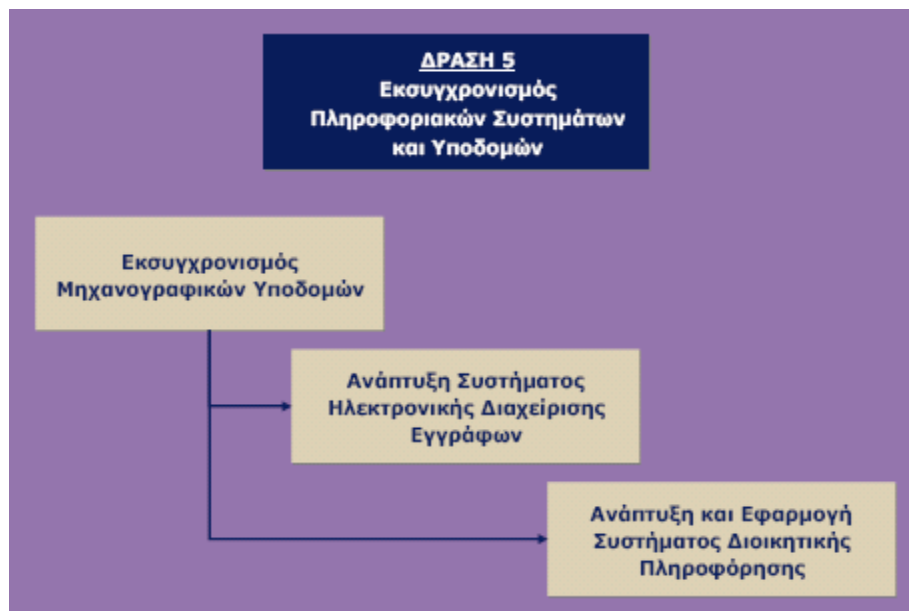 ΔΡΑΣΗ 5
Εκσυγχρονισμός
Πληροφοριακών Συστημάτων
και Υποδομών
Εκσυγχρονισμός
Μηχανογραφικών Υποδομών
Ανάπτυξη Συστήματος
Ηλεκτρονικής Διαχείρισης
Εγγράφων
Ανάπτυξη και Εφαρμογή
Συστήματος Διοικητικής
Πληροφόρησης